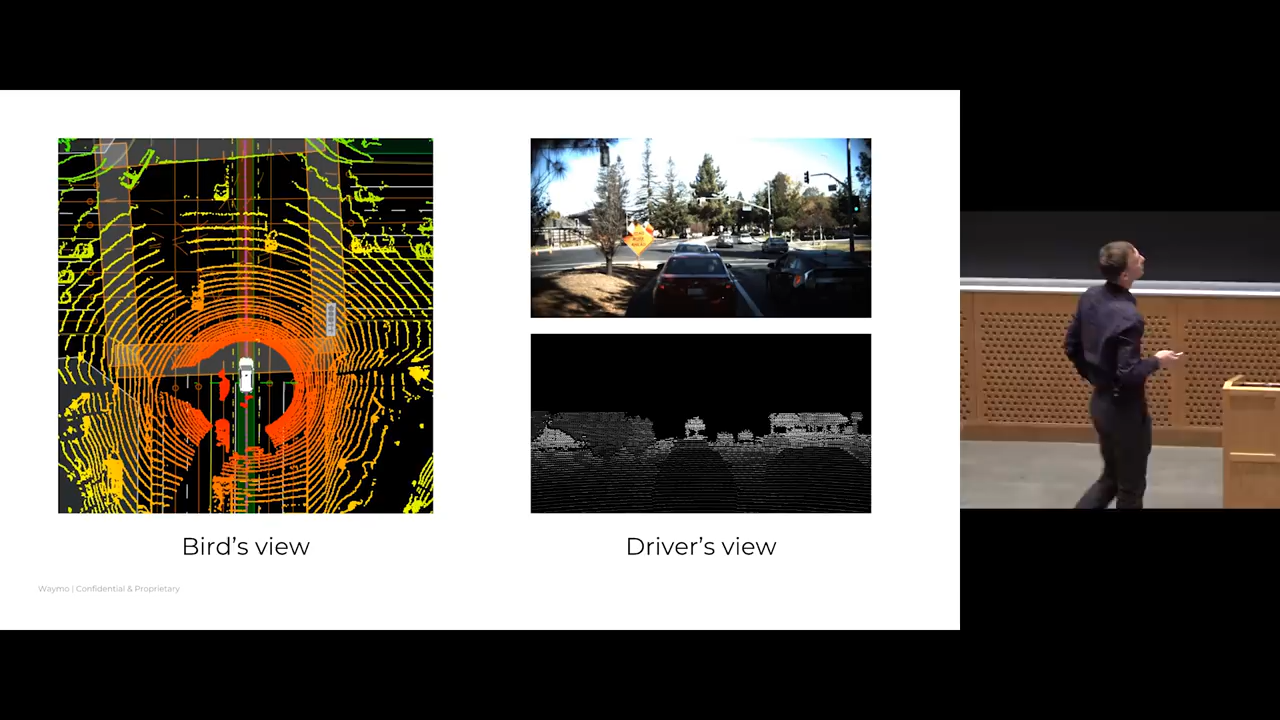 Bird’s view
Driver’s view
Waymo | Confidential & Proprietary